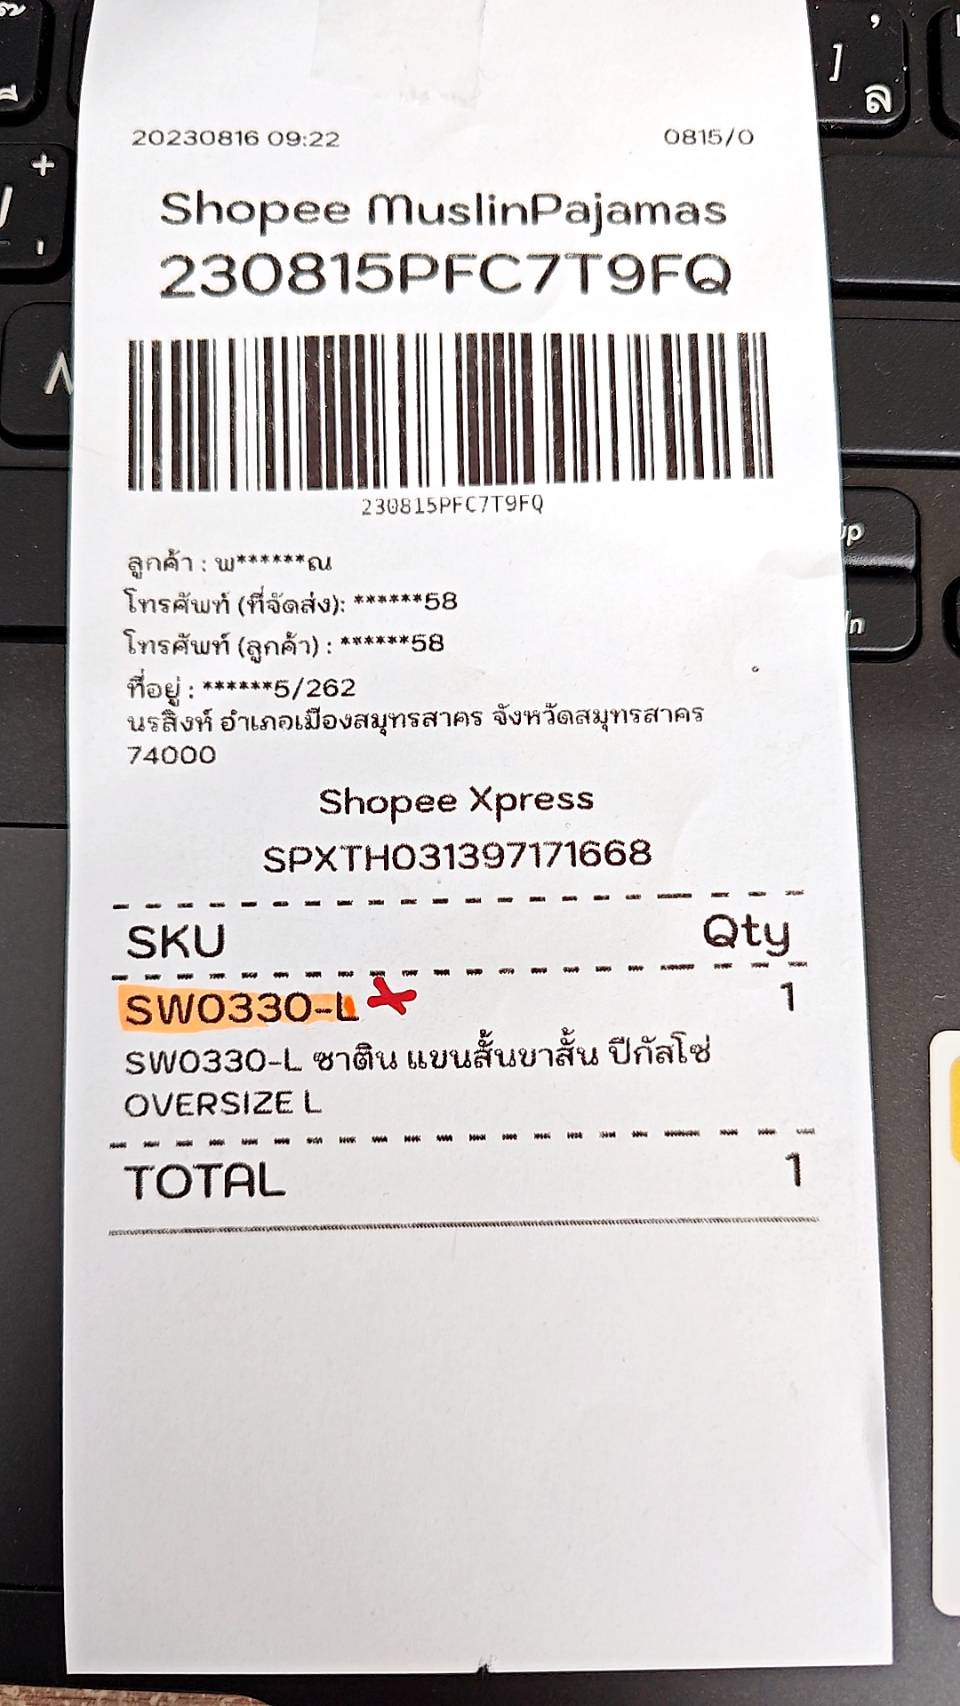 20230816 09:22 0815/0
Shopee MuslinPajamas
230815PFC7T9FQ
230815PFC7T9FQ
ลูกค้า : พ******ณ
โทรศัพท์ (ที่จัดส่ง): ******58
โทรศัพท์ (ลูกค้า) : ******58
ที่อยู่ : ******5/262
นรสิงห์ อำเภอเมืองสมุทรสาคร จังหวัดสมุทรสาคร
74000
Shopee Xpress
SPXTH031397171668
SKU Qty
SW0330-L 1
SW0330-L ซาติน แขนสั้นขาสั้น ปีกัสโซ่
OVERSIZE L
TOTAL 1